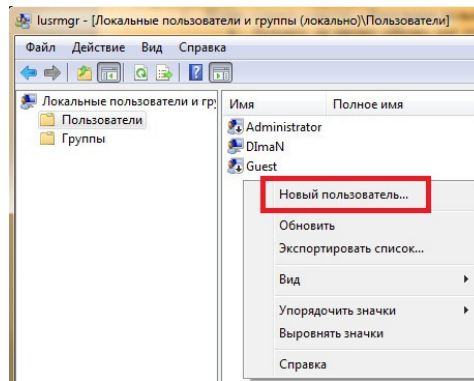 lusrmgr - [Локальные пользователи и группы (локально)\Пользователи]
Файл Действие Вид Справка
Локальные пользователи и гру
Пользователи
Группы
Имя Полное имя
Administrator
DImaN
Guest
Новый пользователь...
Обновить
Экспортировать список...
Вид
Упорядочить значки
Выровнять значки
Справка